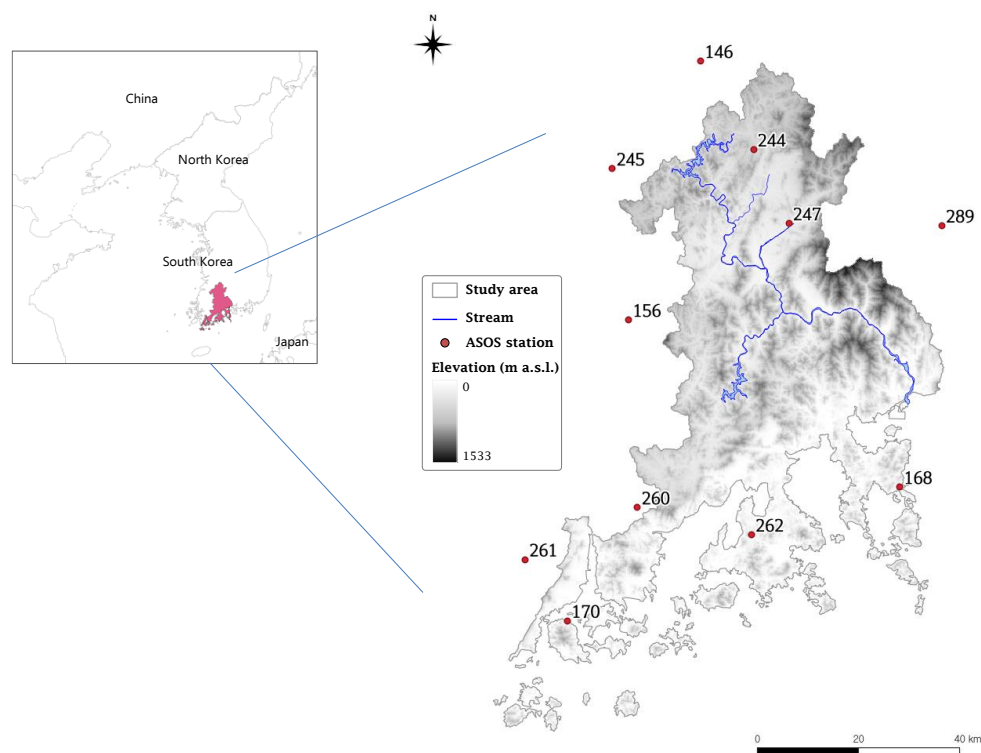 N
146
China
244
245
North Korea
247
289
South Korea
Study area
Stream
156
Japan
ASOS station
Elevation (m a.s.l.)
0
1533
168
260
262
261
170
0 20 40 km